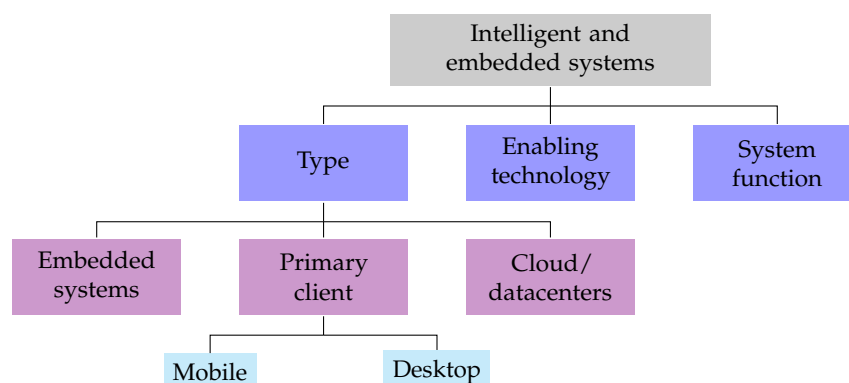 Intelligent and
embedded systems
Type
Enabling
technology
System
function
Embedded
systems
Primary
client
Cloud/
datacenters
Mobile
Desktop